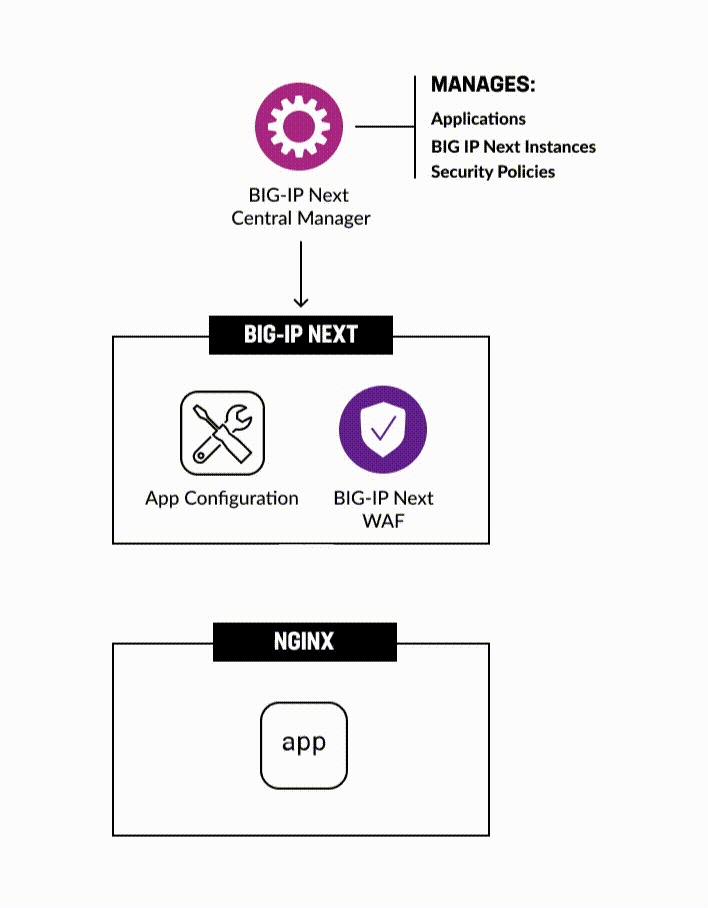 MANAGES:
Applications
BIG IP Next Instances
Security Policies
BIG-IP Next
Central Manager
BIG-IP NEXT
App Configuration
BIG-IP Next
WAF
NGINX
app